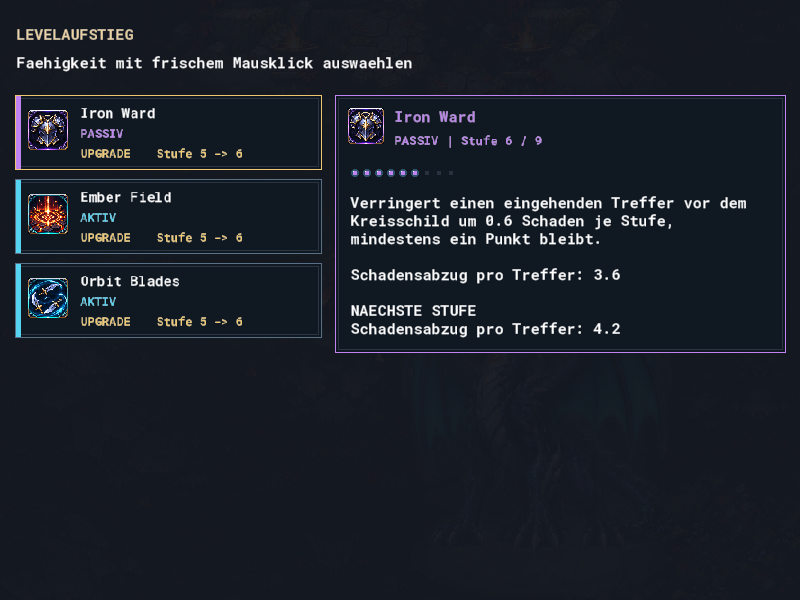 LEVELAUFSTIEG
Faehigkeit mit frischem Mausklick auswaehlen
Iron Ward
PASSIV
UPGRADE Stufe 5 -> 6
Ember Field
AKTIV
UPGRADE Stufe 5 -> 6
Orbit Blades
AKTIV
UPGRADE Stufe 5 -> 6
Iron Ward
PASSIV | Stufe 6 / 9
Verringert einen eingehenden Treffer vor dem
Kreisschild um 0.6 Schaden je Stufe,
mindestens ein Punkt bleibt.
Schadensabzug pro Treffer: 3.6
NAECHSTE STUFE
Schadensabzug pro Treffer: 4.2